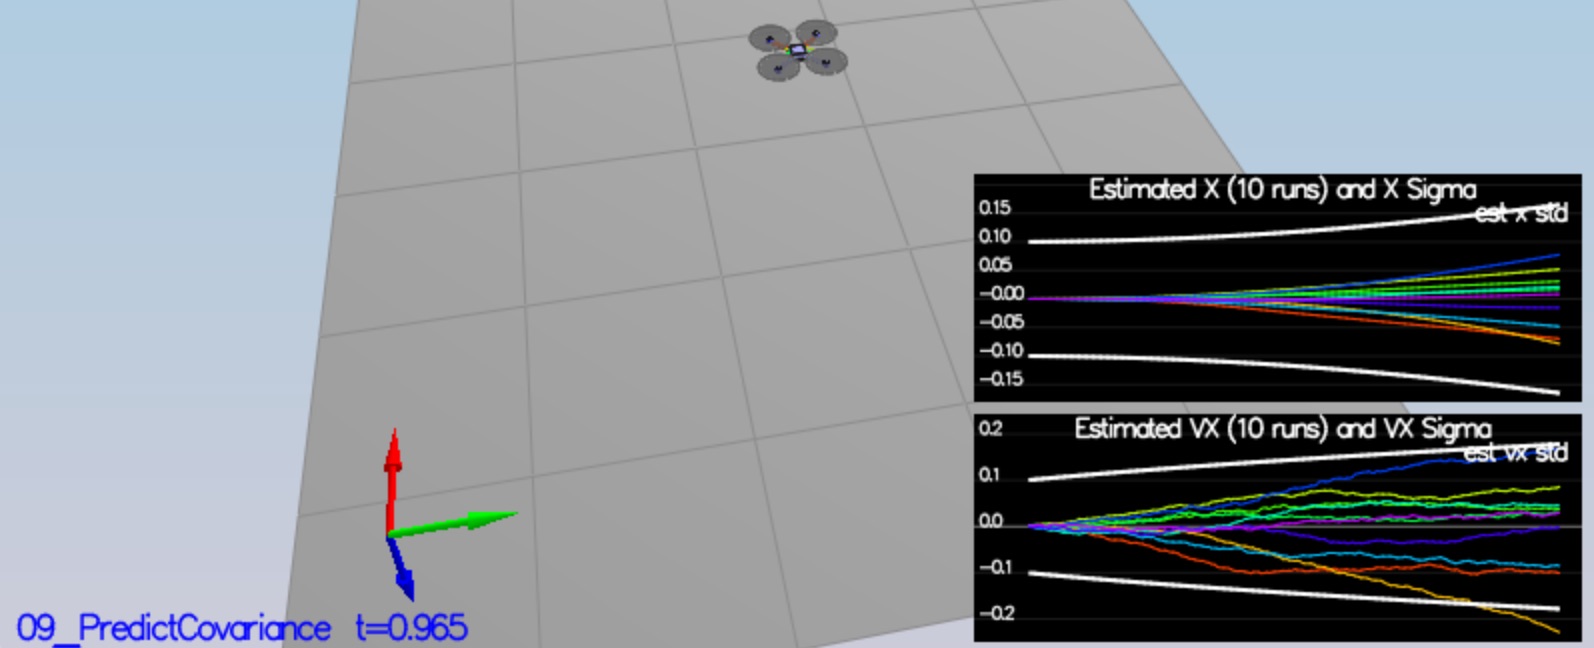 Estimated X (10 runs) and X Sigma
est x std
0.15
0.10
0.05
-0.00
-0.05
-0.10
-0.15
Estimated VX (10 runs) and VX Sigma
est vx std
0.2
0.1
0.0
-0.1
-0.2
09_PredictCovariance t=0.965